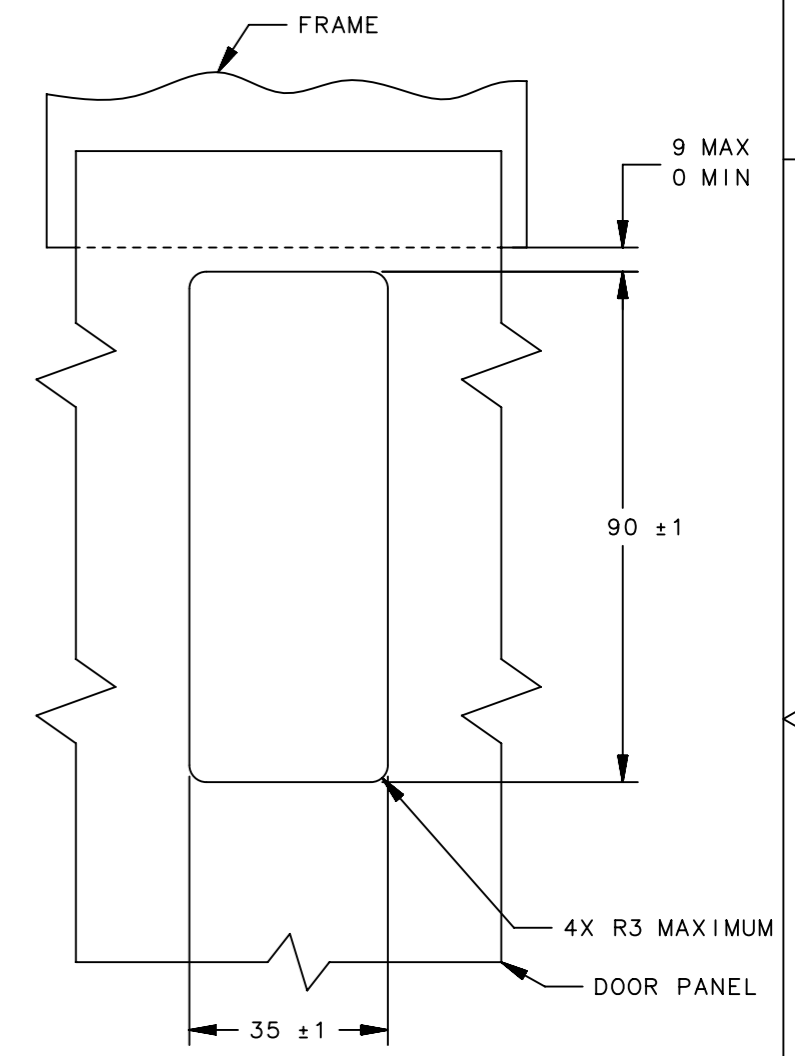 FRAME
9 MAX
0 MIN
90 ±1
4X R3 MAXIMUM
DOOR PANEL
35 ±1